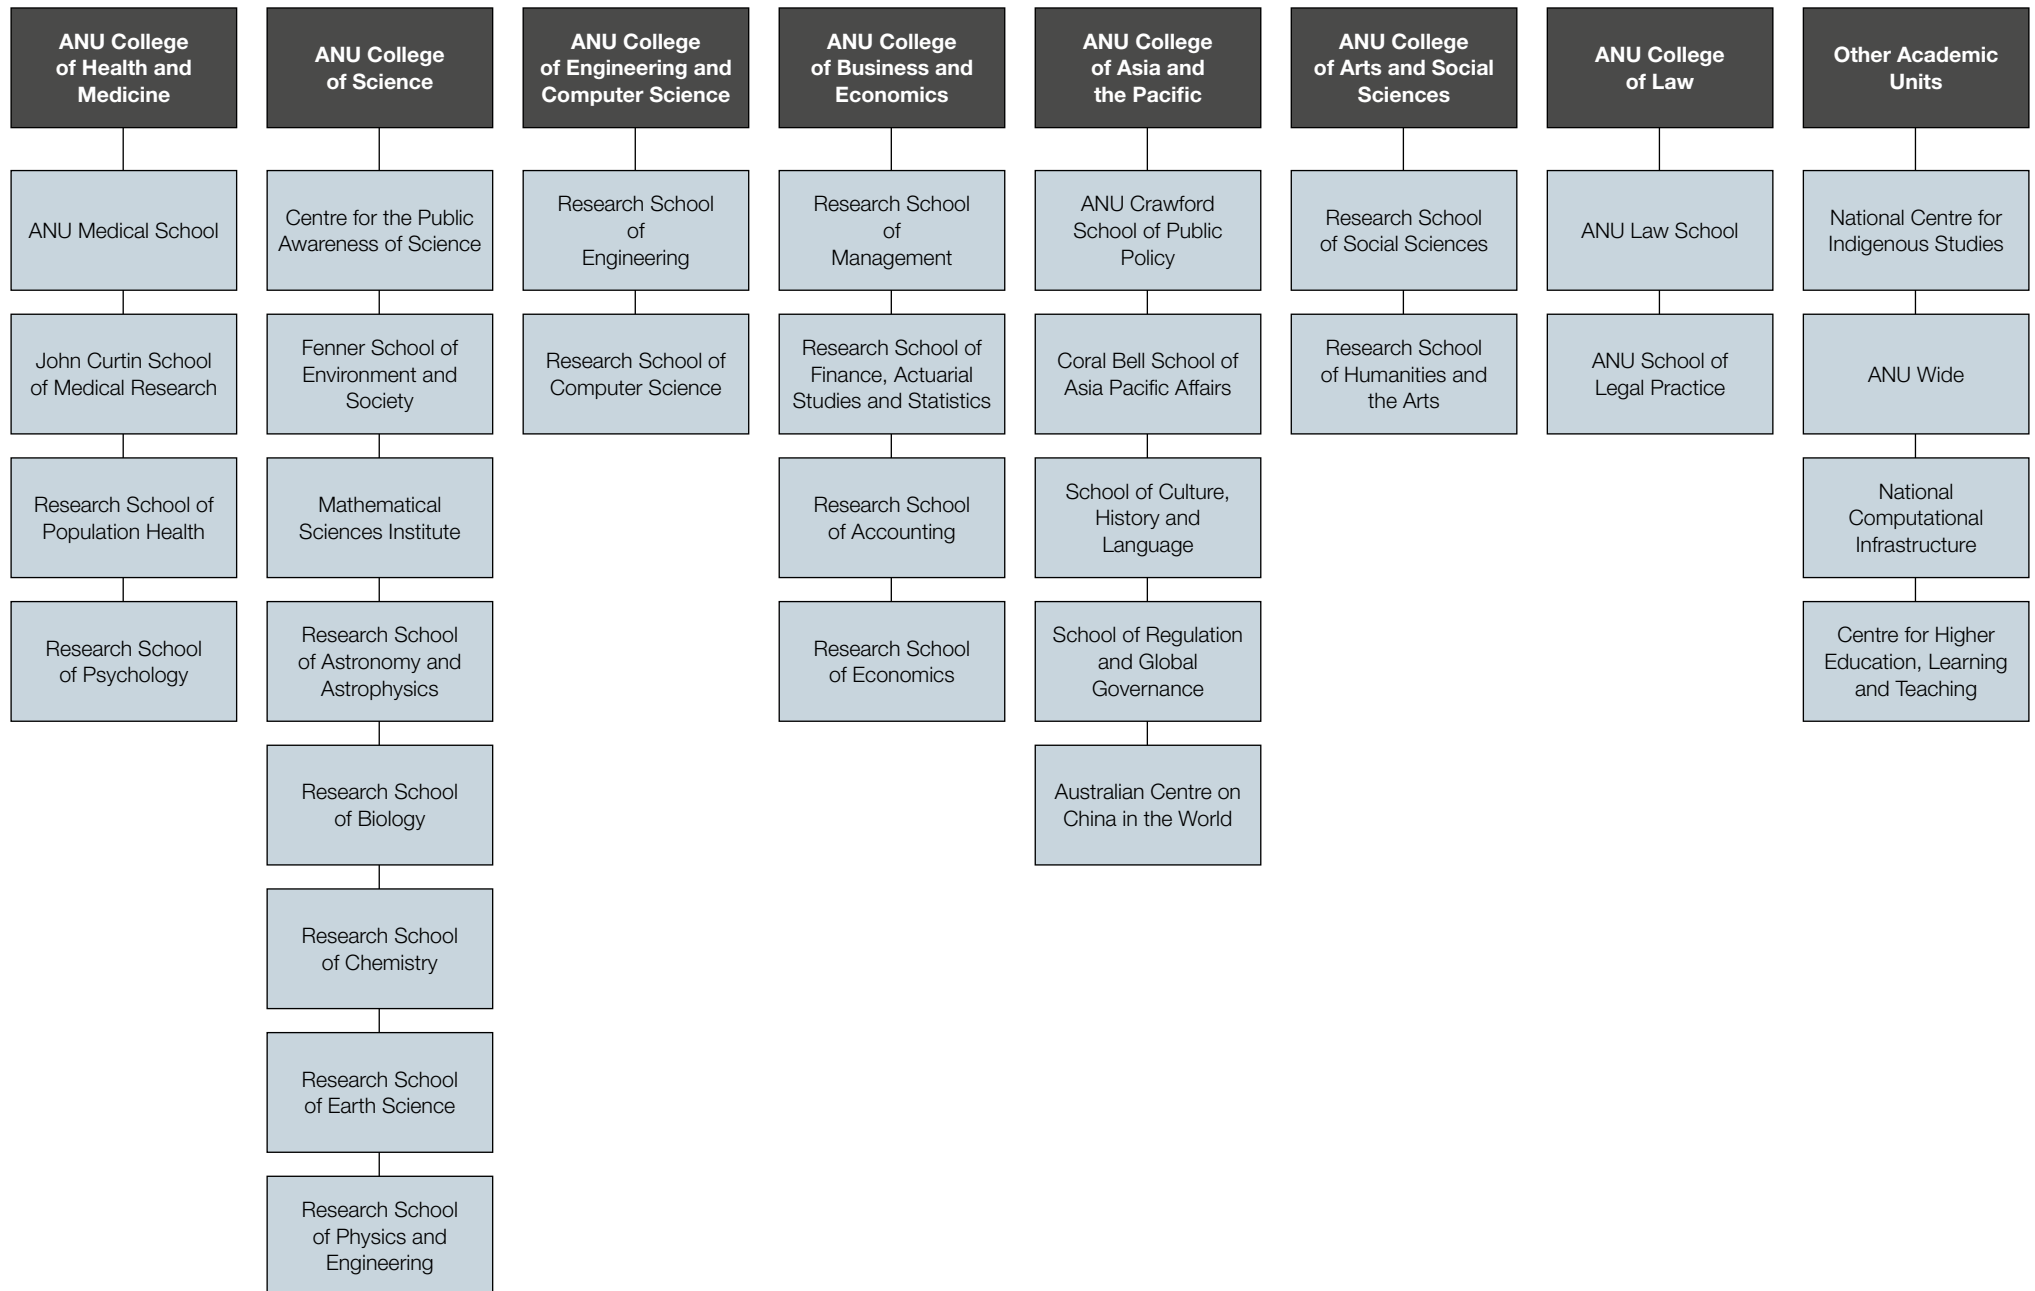 ANU College
of Health and
Medicine
ANU Medical School
John Curtin School
of Medical Research
Research School of
Population Health
Research School
of Psychology
ANU College
of Science
Centre for the Public
Awareness of Science
Fenner School of
Environment and
Society
Mathematical
Sciences Institute
Research School
of Astronomy and
Astrophysics
Research School
of Biology
Research School
of Chemistry
Research School
of Earth Science
Research School
of Physics and
Engineering
ANU College
of Engineering and
Computer Science
Research School
of
Engineering
Research School of
Computer Science
ANU College
of Business and
Economics
Research School
of
Management
Research School of
Finance, Actuarial
Studies and Statistics
Research School
of Accounting
Research School
of Economics
ANU College
of Asia and
the Pacific
ANU Crawford
School of Public
Policy
Coral Bell School of
Asia Pacific Affairs
School of Culture,
History and
Language
School of Regulation
and Global
Governance
Australian Centre on
China in the World
ANU College
of Arts and Social
Sciences
Research School
of Social Sciences
Research School
of Humanities and
the Arts
ANU College
of Law
ANU Law School
ANU School of
Legal Practice
Other Academic
Units
National Centre for
Indigenous Studies
ANU Wide
National
Computational
Infrastructure
Centre for Higher
Education, Learning
and Teaching